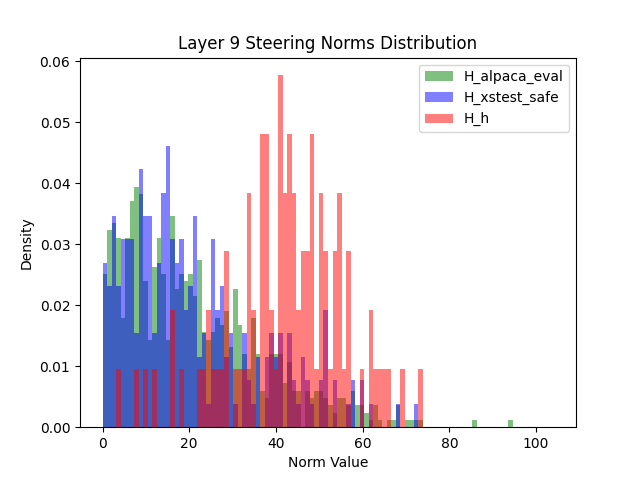 Layer 9 Steering Norms Distribution
H_alpaca_eval
H_xstest_safe
H_h
0.06
0.05
0.04
0.03
0.02
0.01
0.00
Density
0 20 40 60 80 100
Norm Value